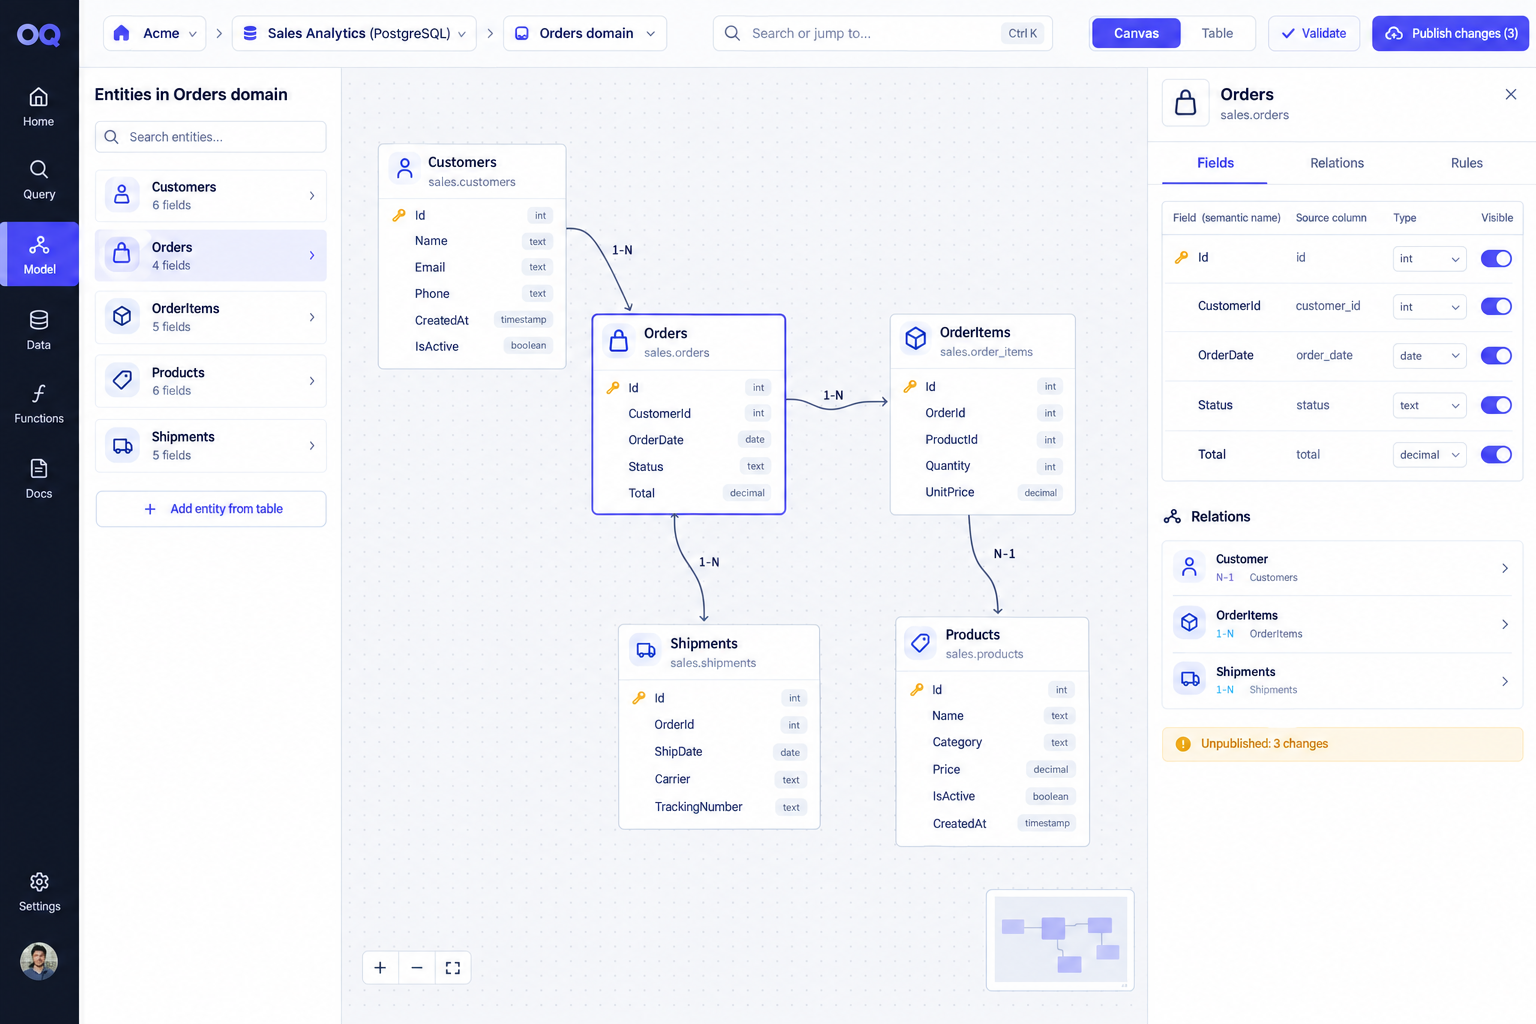 OQ
Acme
Sales Analytics (PostgreSQL)
Orders domain
Search or jump to...
Ctrl K
Canvas
Table
Validate
Publish changes (3)
Home
Query
Model
Data
Functions
Docs
Settings
Entities in Orders domain
Search entities...
Customers
6 fields
Orders
4 fields
OrderItems
5 fields
Products
6 fields
Shipments
5 fields
Add entity from table
Customers
sales.customers
Id int
Name text
Email text
Phone text
CreatedAt timestamp
IsActive boolean
1-N
Orders
sales.orders
Id int
CustomerId int
OrderDate date
Status text
Total decimal
1-N
OrderItems
sales.order_items
Id int
OrderId int
ProductId int
Quantity int
UnitPrice decimal
1-N
N-1
Shipments
sales.shipments
Id int
OrderId int
ShipDate date
Carrier text
TrackingNumber text
Products
sales.products
Id int
Name text
Category text
Price decimal
IsActive boolean
CreatedAt timestamp
Orders
sales.orders
Fields
Relations
Rules
Field (semantic name) Source column Type Visible
Id id int
CustomerId customer_id int
OrderDate order_date date
Status status text
Total total decimal
Relations
Customer
N-1 Customers
OrderItems
1-N OrderItems
Shipments
1-N Shipments
Unpublished: 3 changes